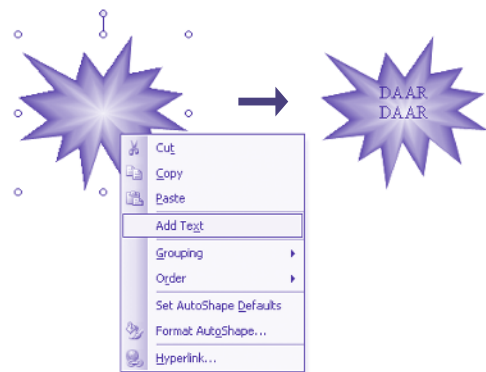 DAAR
DAAR
Cut
Copy
Paste
Add Text
Grouping
Order
Set AutoShape Defaults
Format AutoShape...
Hyperlink...